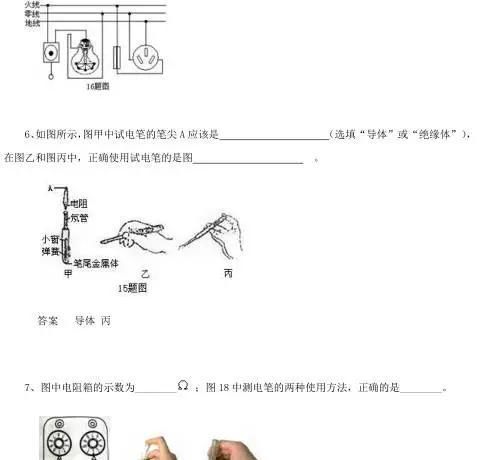 火线
零线
地线
16题图
6、如图所示,图甲中试电笔的笔尖 A 应该是____________________(选填“导体”或“绝缘体”),
在图乙和图丙中, 正确使用试电笔的是图____________________ 。
A
电阻
氖管
小窗
弹簧
笔尾金属体
甲 乙 丙
15题图
答案 导体 丙
7、图中电阻箱的示数为________Ω ; 图 18 中测电笔的两种使用方法, 正确的是________。